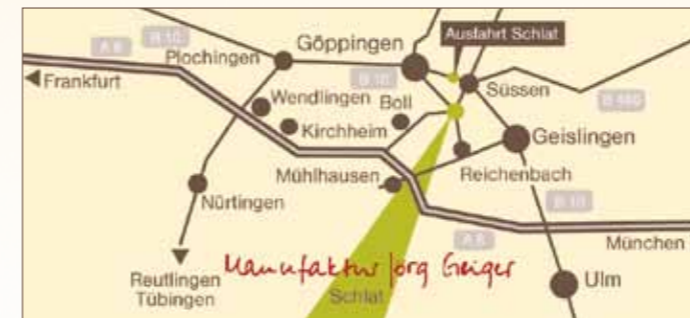 A 8
B 10
Plochingen
Göppingen
Ausfahrt Schlat
Frankfurt
B 10
Süssen
Wendlingen
Boll
Kirchheim
Geislingen
Mühlhausen
Reichenbach
Nürtingen
B 10
A 8
München
Manufaktur Jörg Geiger
Reutlingen
Tübingen
Schlat
Ulm